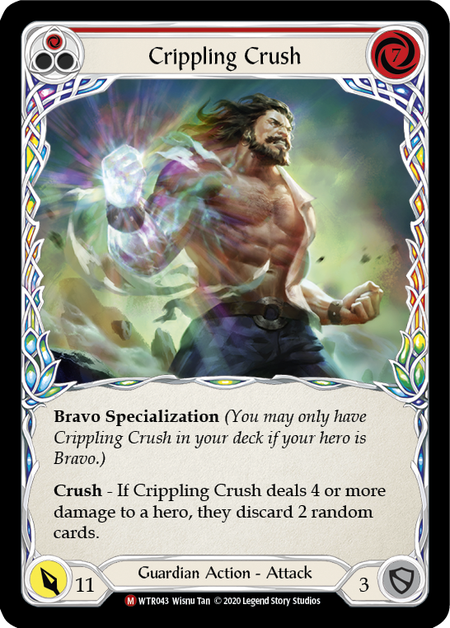 Crippling Crush
7
Bravo Specialization (You may only have
Crippling Crush in your deck if your hero is
Bravo.)
Crush - If Crippling Crush deals 4 or more
damage to a hero, they discard 2 random
cards.
11
Guardian Action - Attack
3
M WTR043 Wisnu Tan © 2020 Legend Story Studios